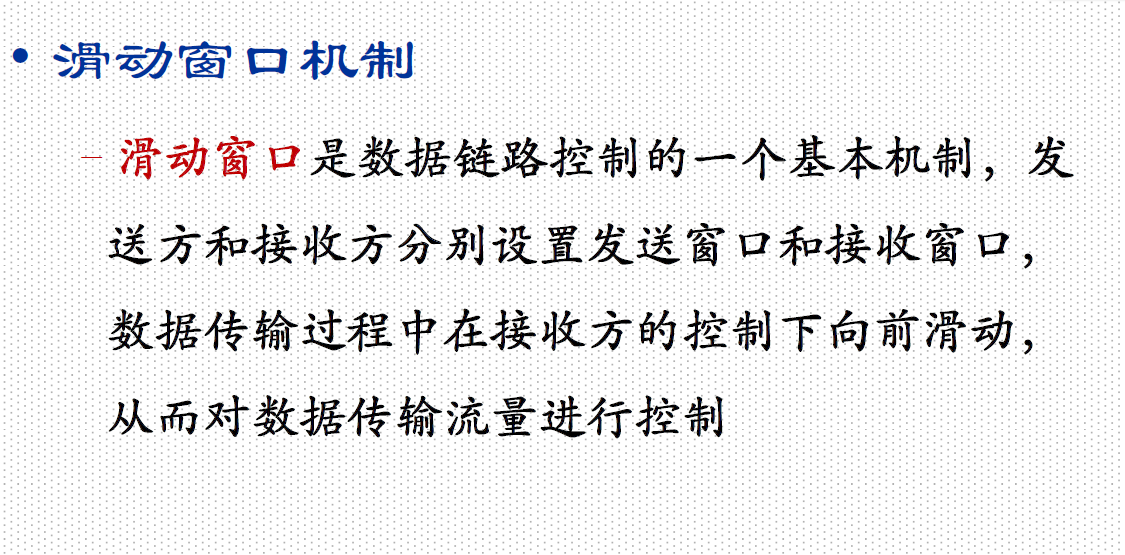 • 滑动窗口机制
– 滑动窗口是数据链路控制的一个基本机制，发
送方和接收方分别设置发送窗口和接收窗口，
数据传输过程中在接收方的控制下向前滑动，
从而对数据传输流量进行控制